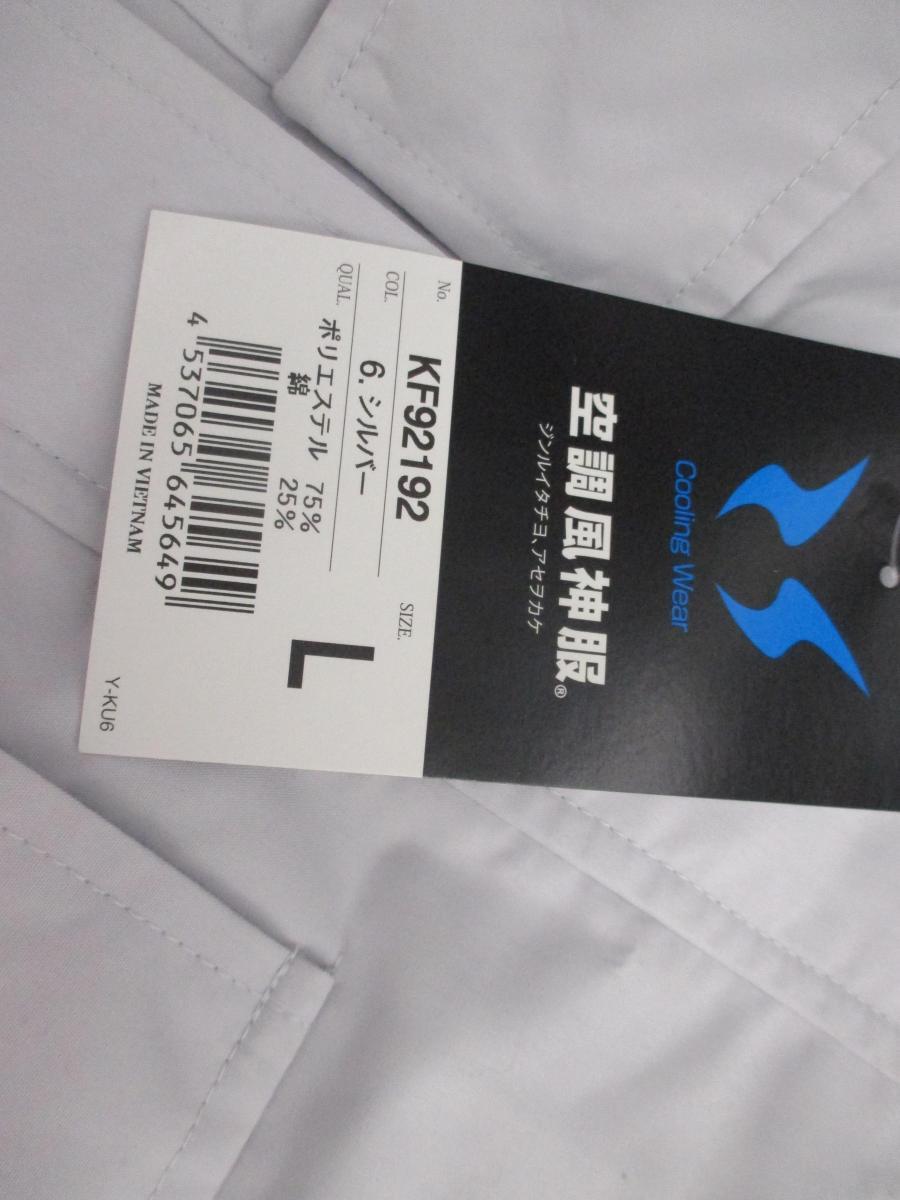 Cooling Wear
空調風神服®
ジンルイタチヨ、アセヲカケ
No. KF92192
COL. 6. シルバー
SIZE. L
QUAL. ポリエステル 75%
綿 25%
4 537065 645649
MADE IN VIETNAM
Y-KU6